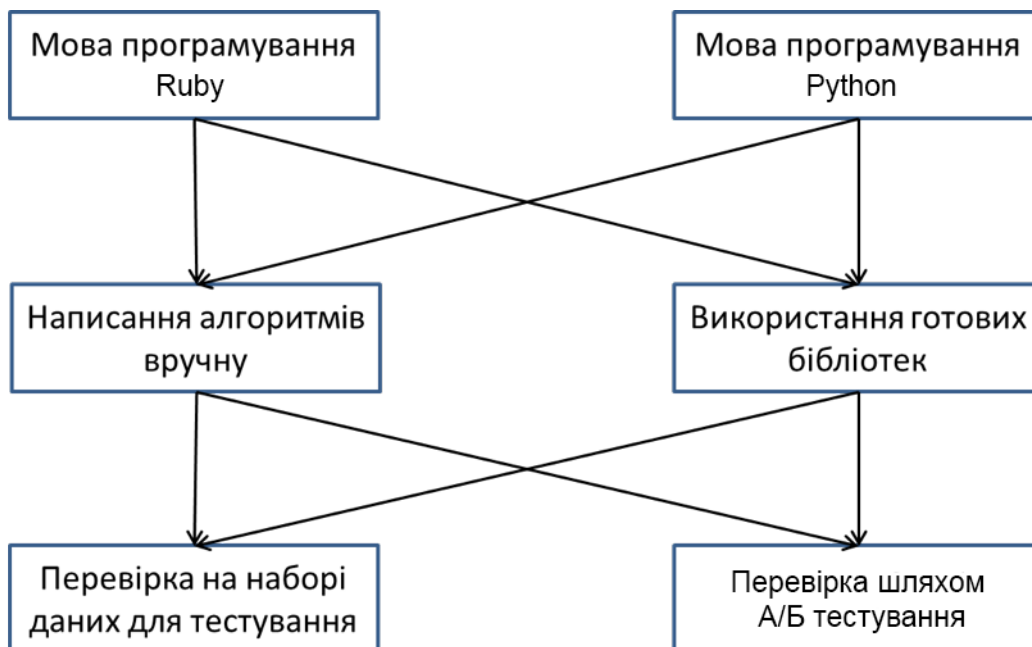 Мова програмування
Ruby
Мова програмування
Python
Написання алгоритмів
вручну
Використання готових
бібліотек
Перевірка на наборі
даних для тестування
Перевірка шляхом
А/Б тестування